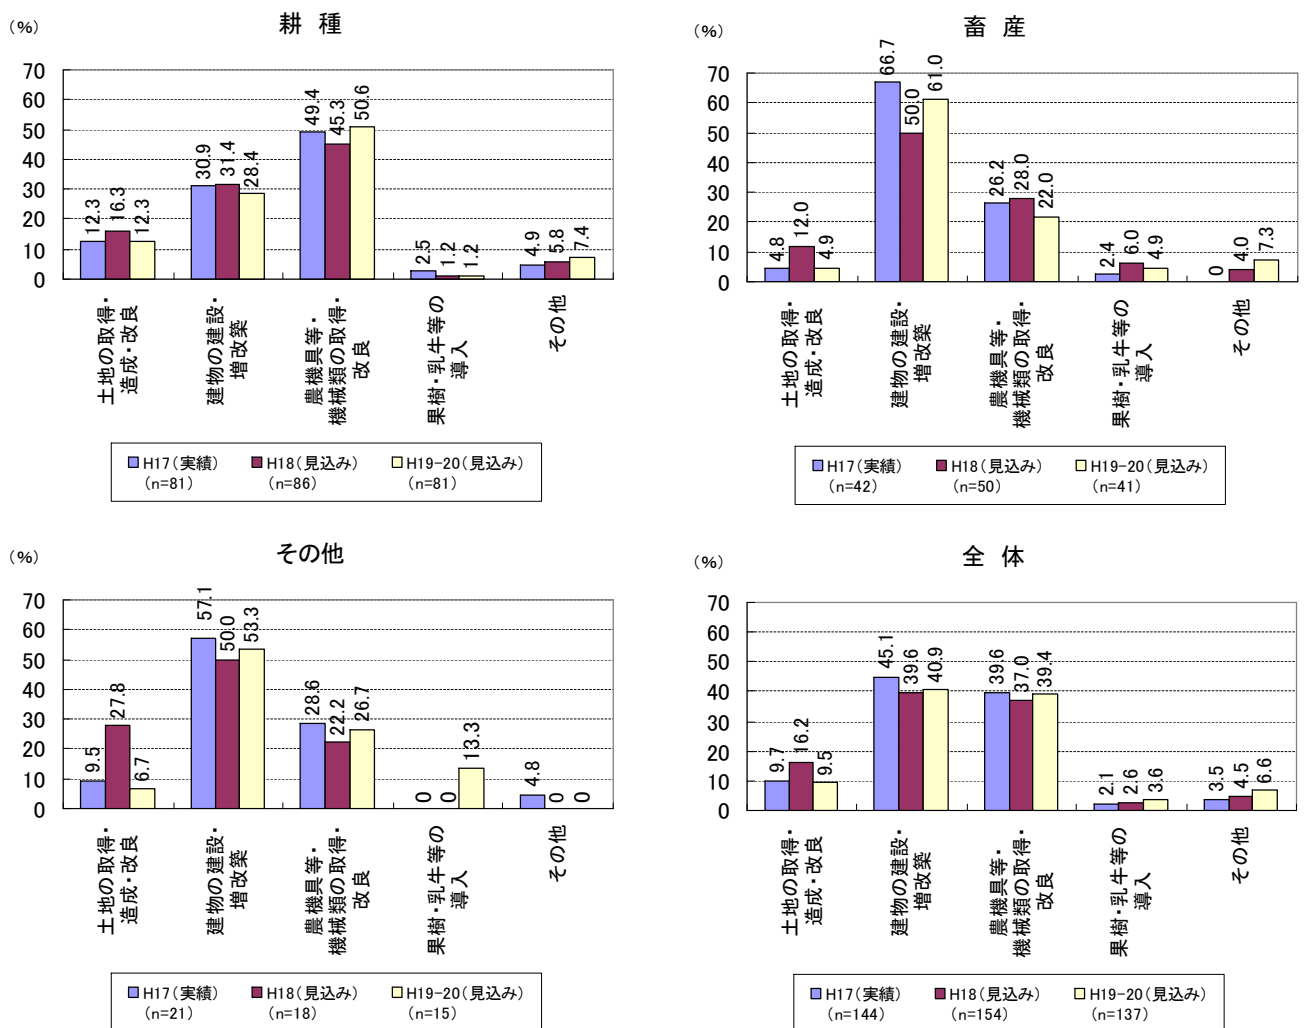 (%)
耕 種
70
60
50
40
30
20
10
0
12.3
16.3
12.3
30.9
31.4
28.4
49.4
45.3
50.6
2.5
1.2
1.2
4.9
5.8
7.4
土地の取得・
造成・改良
建物の建設・
増改築
農機具等・
機械類の取得・
改良
果樹・乳牛等の
導入
その他
H17(実績)
(n=81)
H18(見込み)
(n=86)
H19-20(見込み)
(n=81)
(%)
畜 産
70
60
50
40
30
20
10
0
4.8
12.0
4.9
66.7
50.0
61.0
26.2
28.0
22.0
2.4
6.0
4.9
0
4.0
7.3
土地の取得・
造成・改良
建物の建設・
増改築
農機具等・
機械類の取得・
改良
果樹・乳牛等の
導入
その他
H17(実績)
(n=42)
H18(見込み)
(n=50)
H19-20(見込み)
(n=41)
(%)
その他
70
60
50
40
30
20
10
0
9.5
27.8
6.7
57.1
50.0
53.3
28.6
22.2
26.7
0
0
13.3
4.8
0
0
土地の取得・
造成・改良
建物の建設・
増改築
農機具等・
機械類の取得・
改良
果樹・乳牛等の
導入
その他
H17(実績)
(n=21)
H18(見込み)
(n=18)
H19-20(見込み)
(n=15)
(%)
全 体
70
60
50
40
30
20
10
0
9.7
16.2
9.5
45.1
39.6
40.9
39.6
37.0
39.4
2.1
2.6
3.6
3.5
4.5
6.6
土地の取得・
造成・改良
建物の建設・
増改築
農機具等・
機械類の取得・
改良
果樹・乳牛等の
導入
その他
H17(実績)
(n=144)
H18(見込み)
(n=154)
H19-20(見込み)
(n=137)